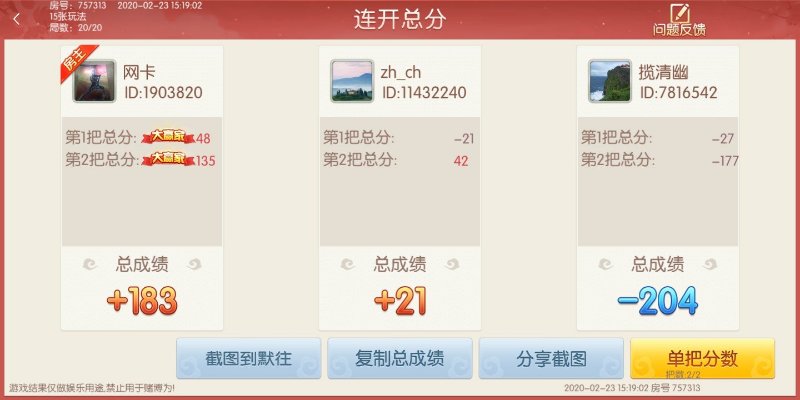 房号：757313 2020-02-23 15:19:02
15张玩法
周数：20/20
连开总分
问题反馈
房主
网卡
ID:1903820
第1把总分: 大赢家 48
第2把总分: 大赢家 135
总成绩
+183
zh_ch
ID:11432240
第1把总分: -21
第2把总分: 42
总成绩
+21
揽清幽
ID:7816542
第1把总分: -27
第2把总分: -177
总成绩
-204
截图到默往
复制总成绩
分享截图
单把分数
把数:2/2
游戏结果仅做娱乐用途,禁止用于赌博为!
2020-02-23 15:19:02 房号 757313